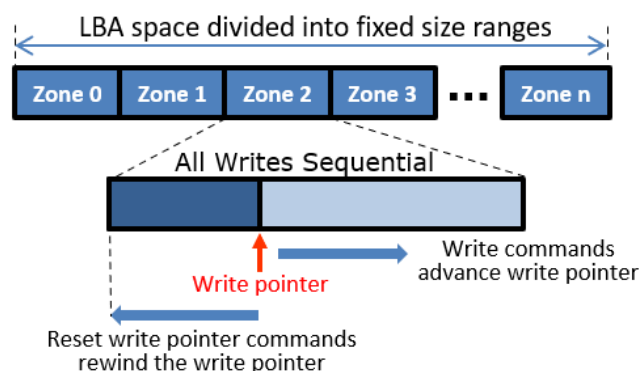 LBA space divided into fixed size ranges
Zone 0 Zone 1 Zone 2 Zone 3 ... Zone n
All Writes Sequential
Write commands
advance write pointer
Write pointer
Reset write pointer commands
rewind the write pointer